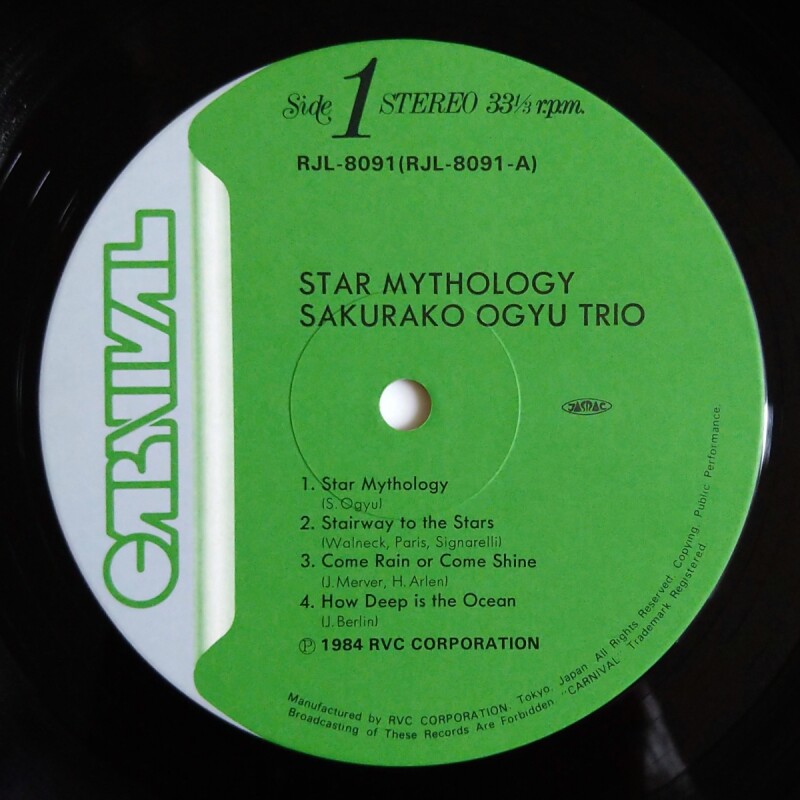 Side 1 STEREO 33 1/3 r.p.m.
RJL-8091(RJL-8091-A)
CARNIVAL
STAR MYTHOLOGY
SAKURAKO OGYU TRIO
JASRAC
1. Star Mythology
(S. Ogyu)
2. Stairway to the Stars
(Walneck, Paris, Signarelli)
3. Come Rain or Come Shine
(J. Merver, H. Arlen)
4. How Deep is the Ocean
(J. Berlin)
Ⓟ 1984 RVC CORPORATION
Manufactured by RVC CORPORATION. Tokyo, Japan All Rights Reserved. Copying, Public Performance.
Broadcasting of These Records Are Forbidden "CARNIVAL Trademark Registered